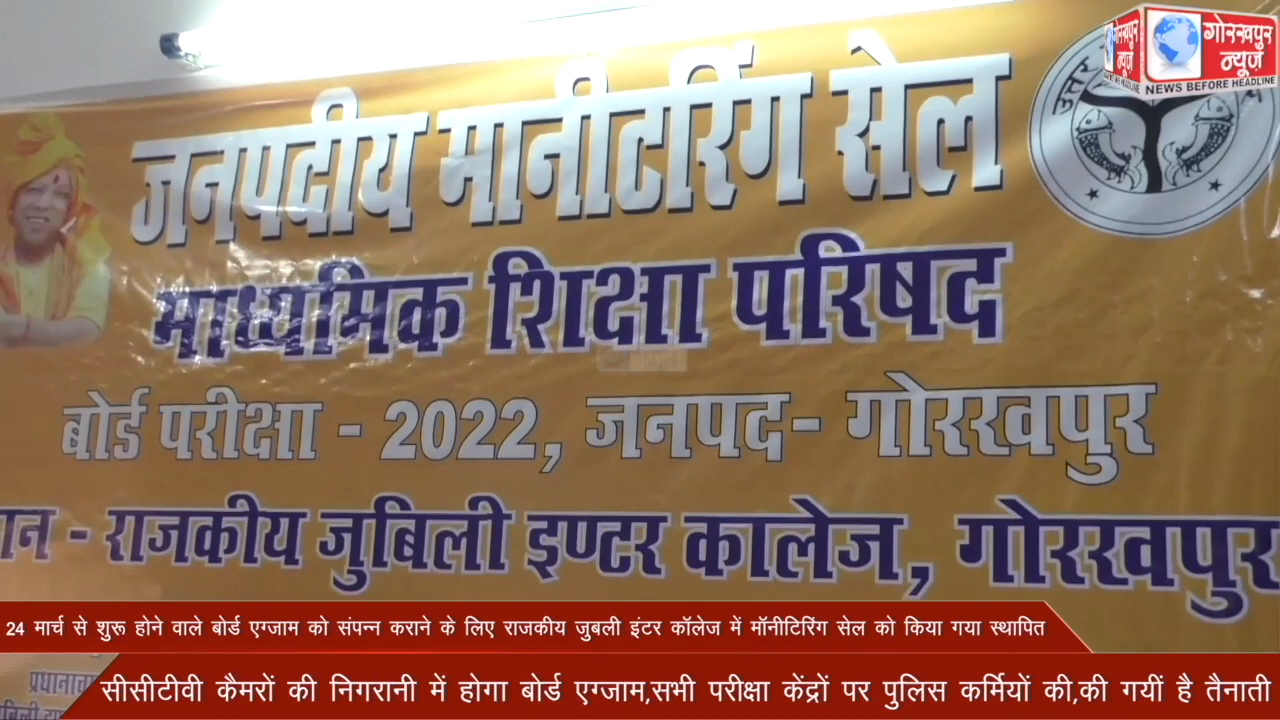 गोरखपुर
न्यूज़
NEWS BEFORE HEADLINE
जनपदीय मानीटरिंग सेल
माध्यमिक शिक्षा परिषद
बोर्ड परीक्षा - 2022, जनपद- गोरखपुर
राजकीय जुबिली इण्टर कालेज, गोरखपुर
24 मार्च से शुरू होने वाले बोर्ड एग्जाम को संपन्न कराने के लिए राजकीय जुबली इंटर कॉलेज में मॉनीटिरिंग सेल को किया गया स्थापित
सीसीटीवी कैमरों की निगरानी में होगा बोर्ड एग्जाम,सभी परीक्षा केंद्रों पर पुलिस कर्मियों की,की गयीं है तैनाती